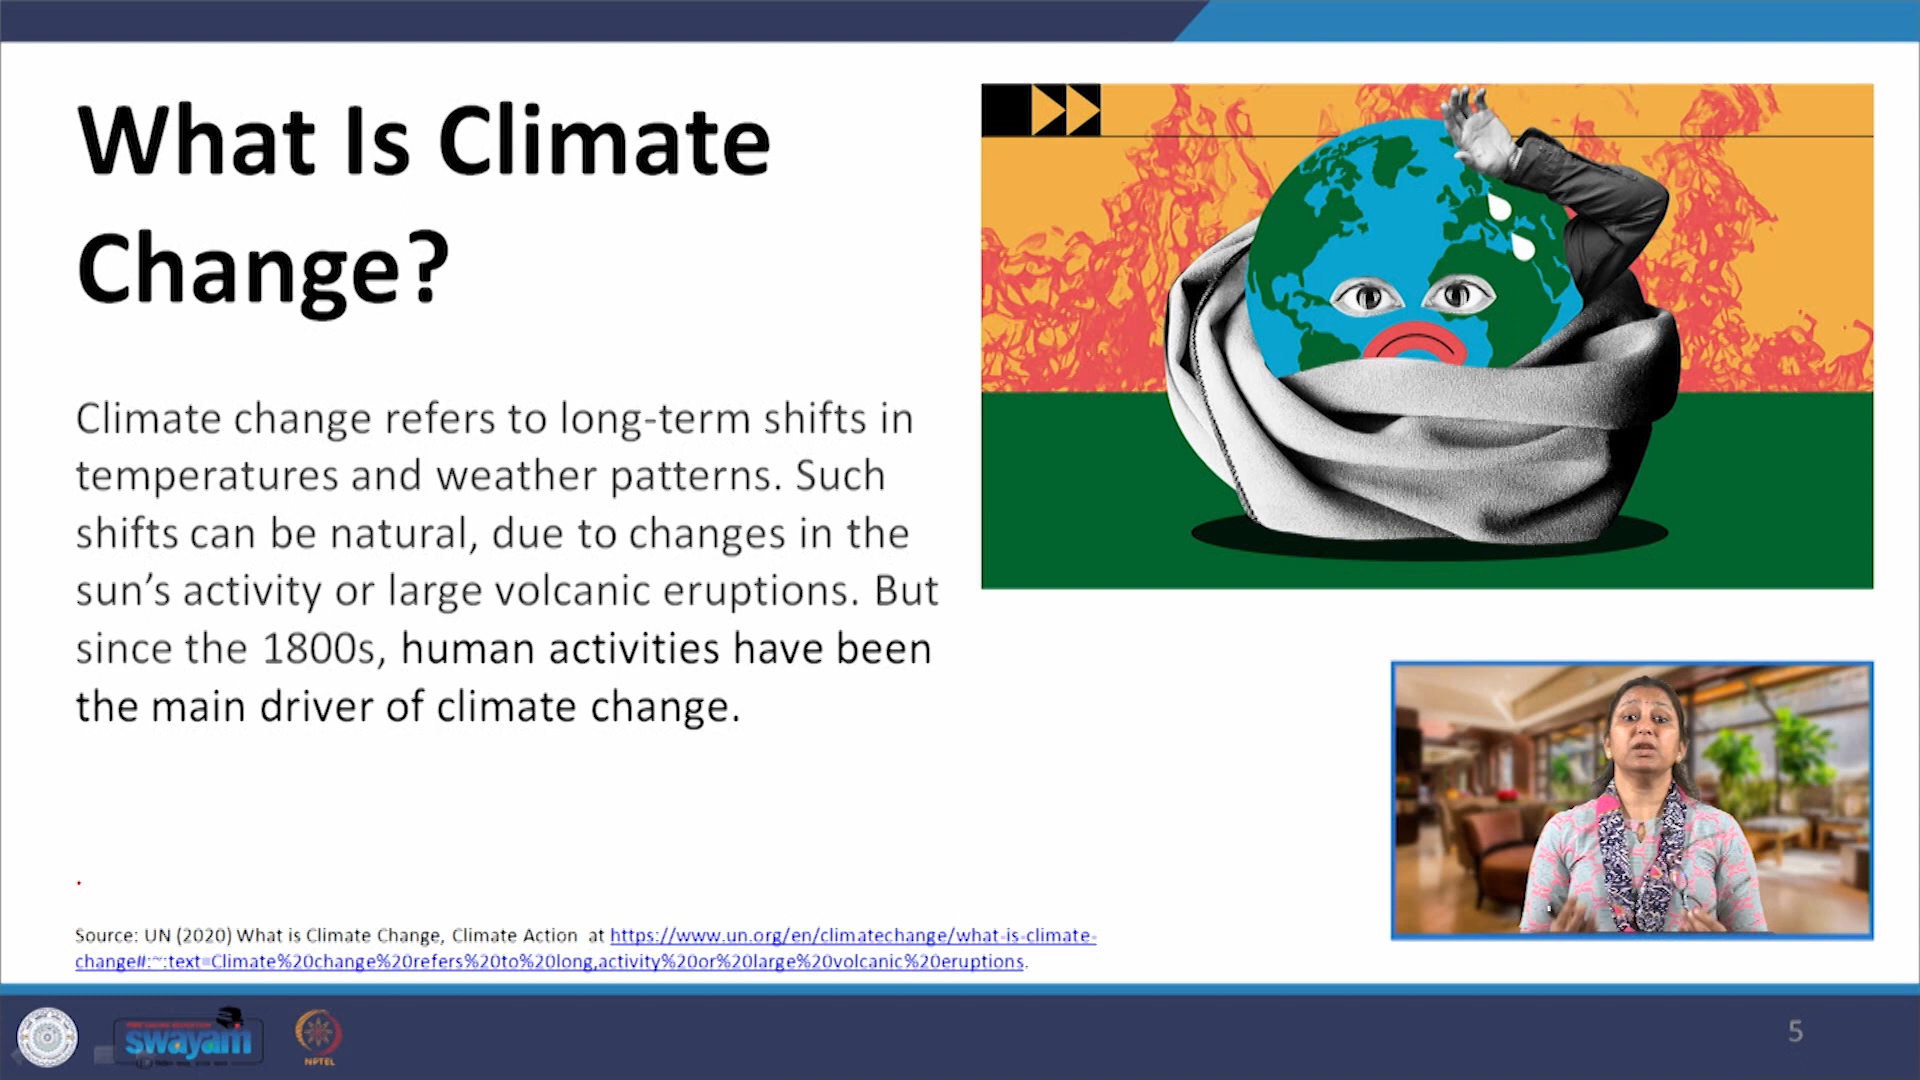 What Is Climate
Change?
Climate change refers to long-term shifts in
temperatures and weather patterns. Such
shifts can be natural, due to changes in the
sun’s activity or large volcanic eruptions. But
since the 1800s, human activities have been
the main driver of climate change.
Source: UN (2020) What is Climate Change, Climate Action at https://www.un.org/en/climatechange/what-is-climate-
change#:~:text=Climate%20change%20refers%20to%20long,activity%20or%20large%20volcanic%20eruptions.
swayam
NPTEL
5